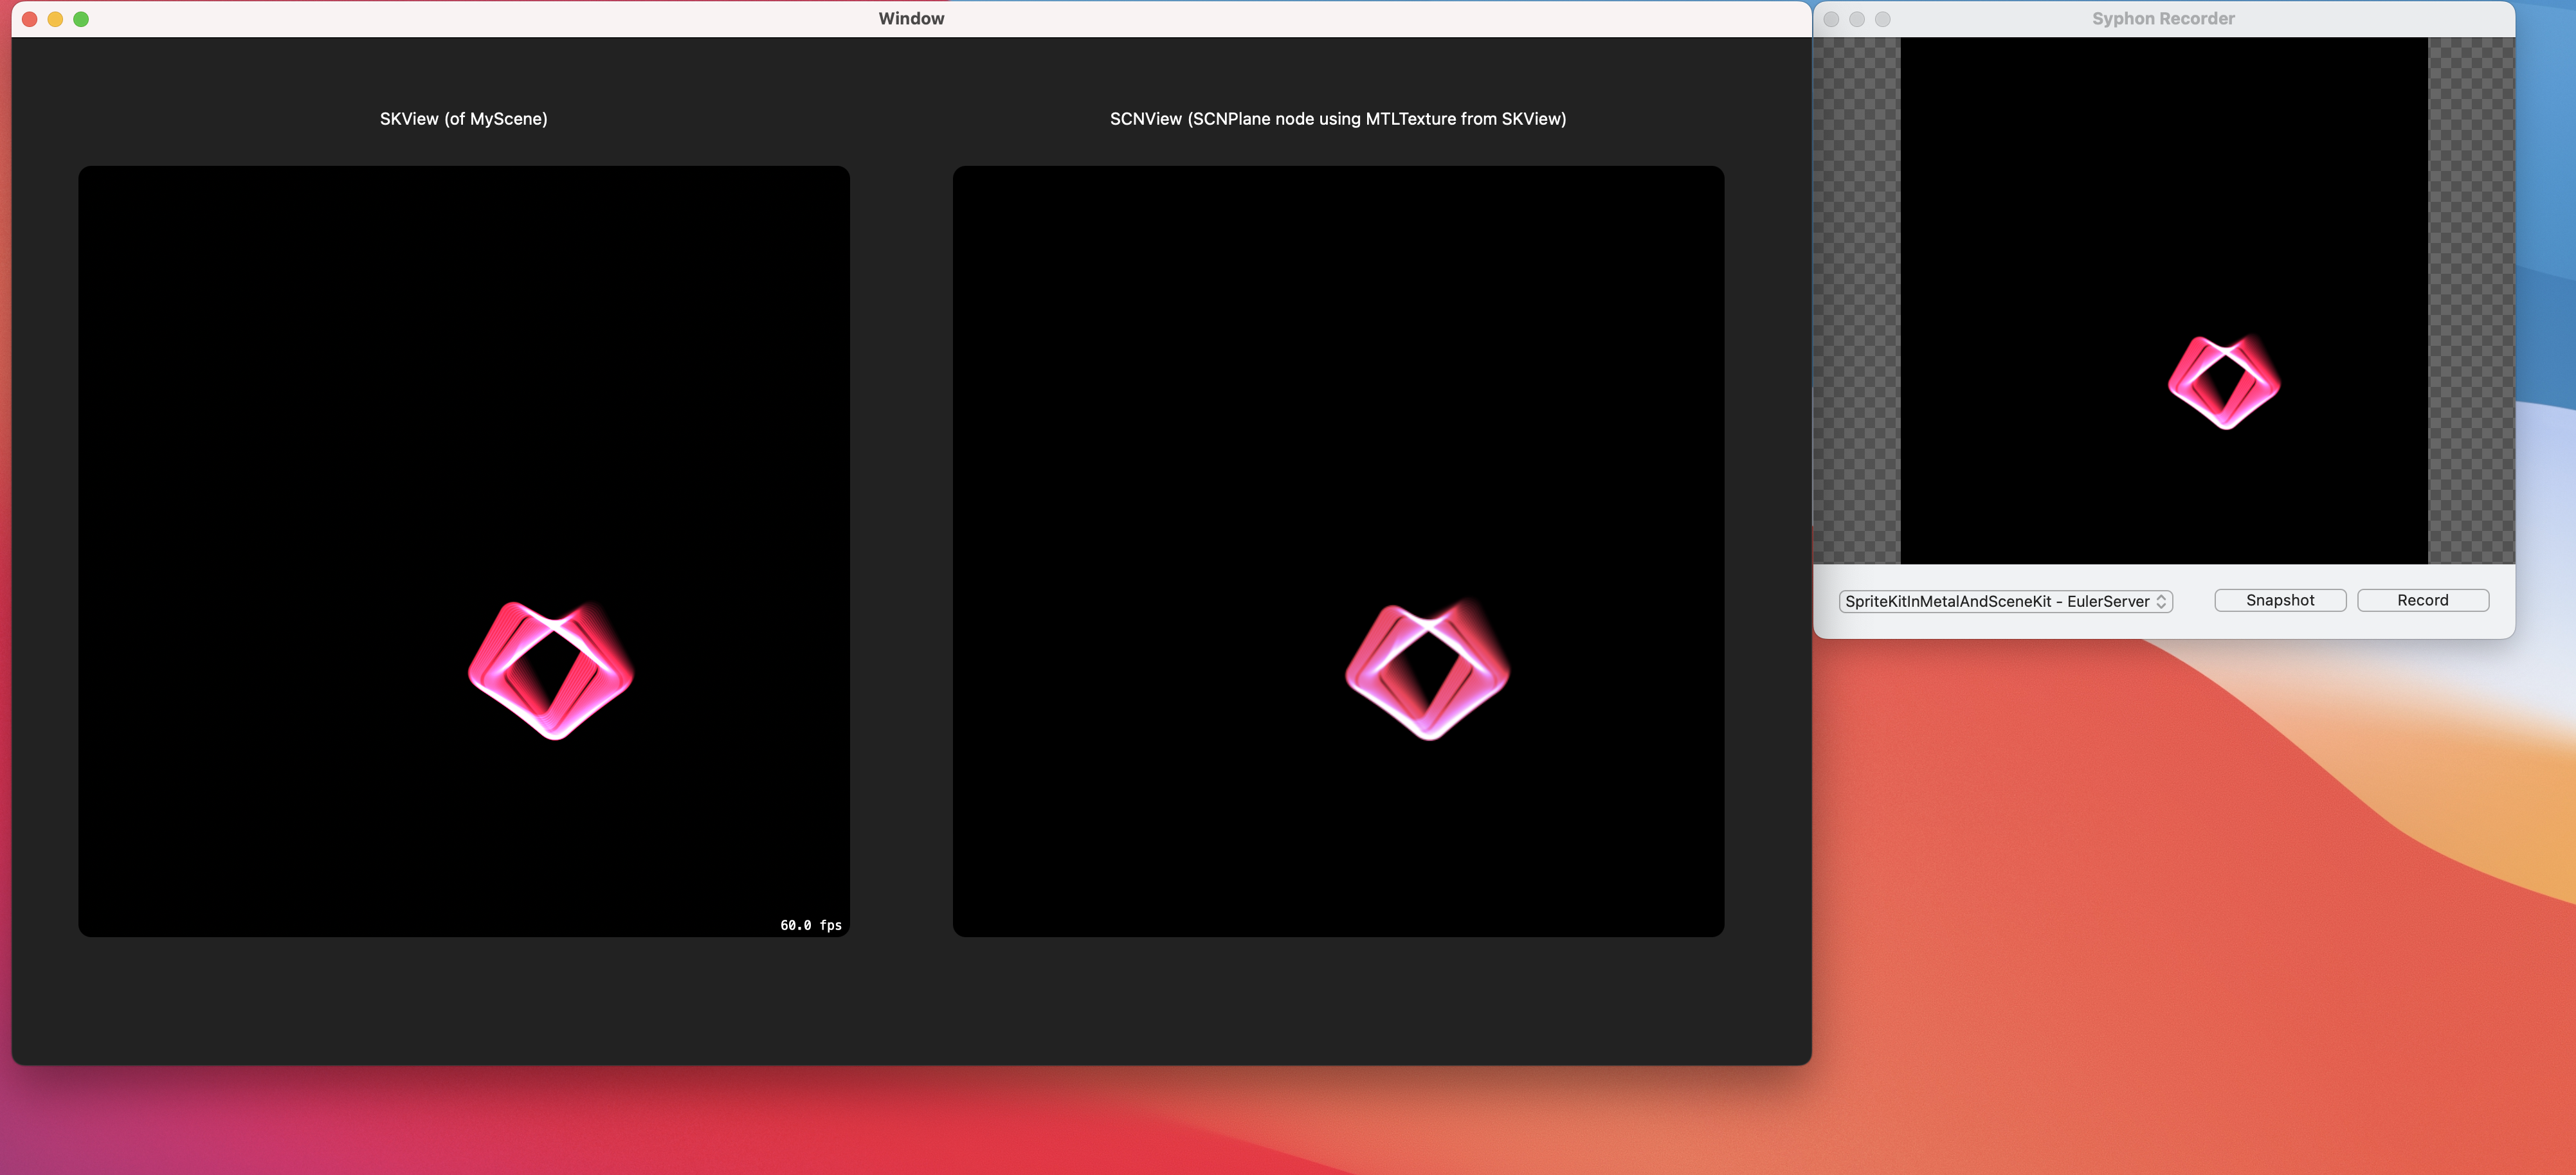 Window
SKView (of MyScene)
SCNView (SCNPlane node using MTLTexture from SKView)
60.0 fps
Syphon Recorder
SpriteKitInMetalAndSceneKit - EulerServer
Snapshot
Record